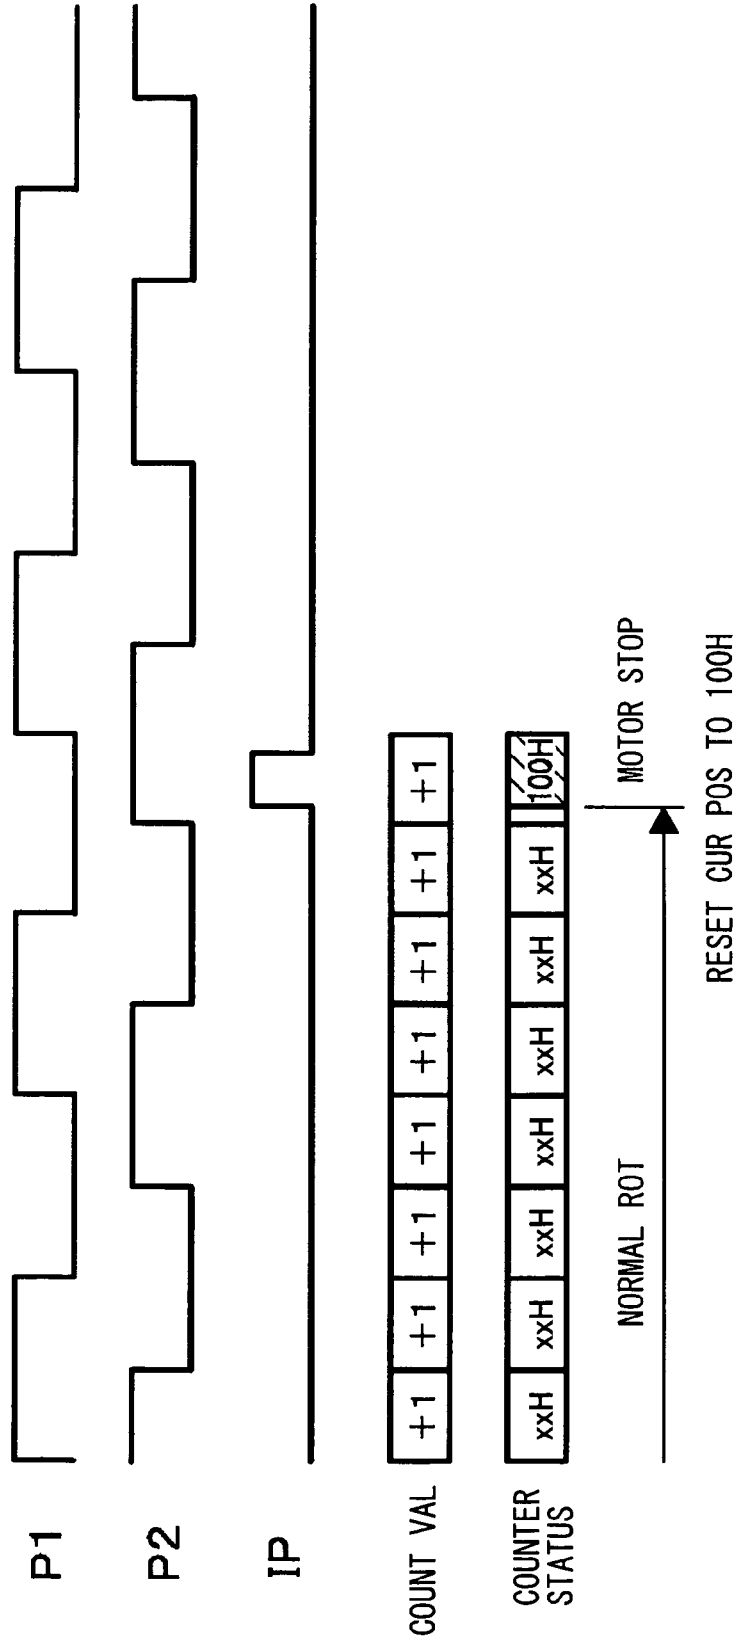 P1
P2
IP
COUNT VAL +1 +1 +1 +1 +1 +1 +1 +1
COUNTER
STATUS
xxH xxH xxH xxH xxH xxH xxH 100H
NORMAL ROT
MOTOR STOP
RESET CUR POS TO 100H